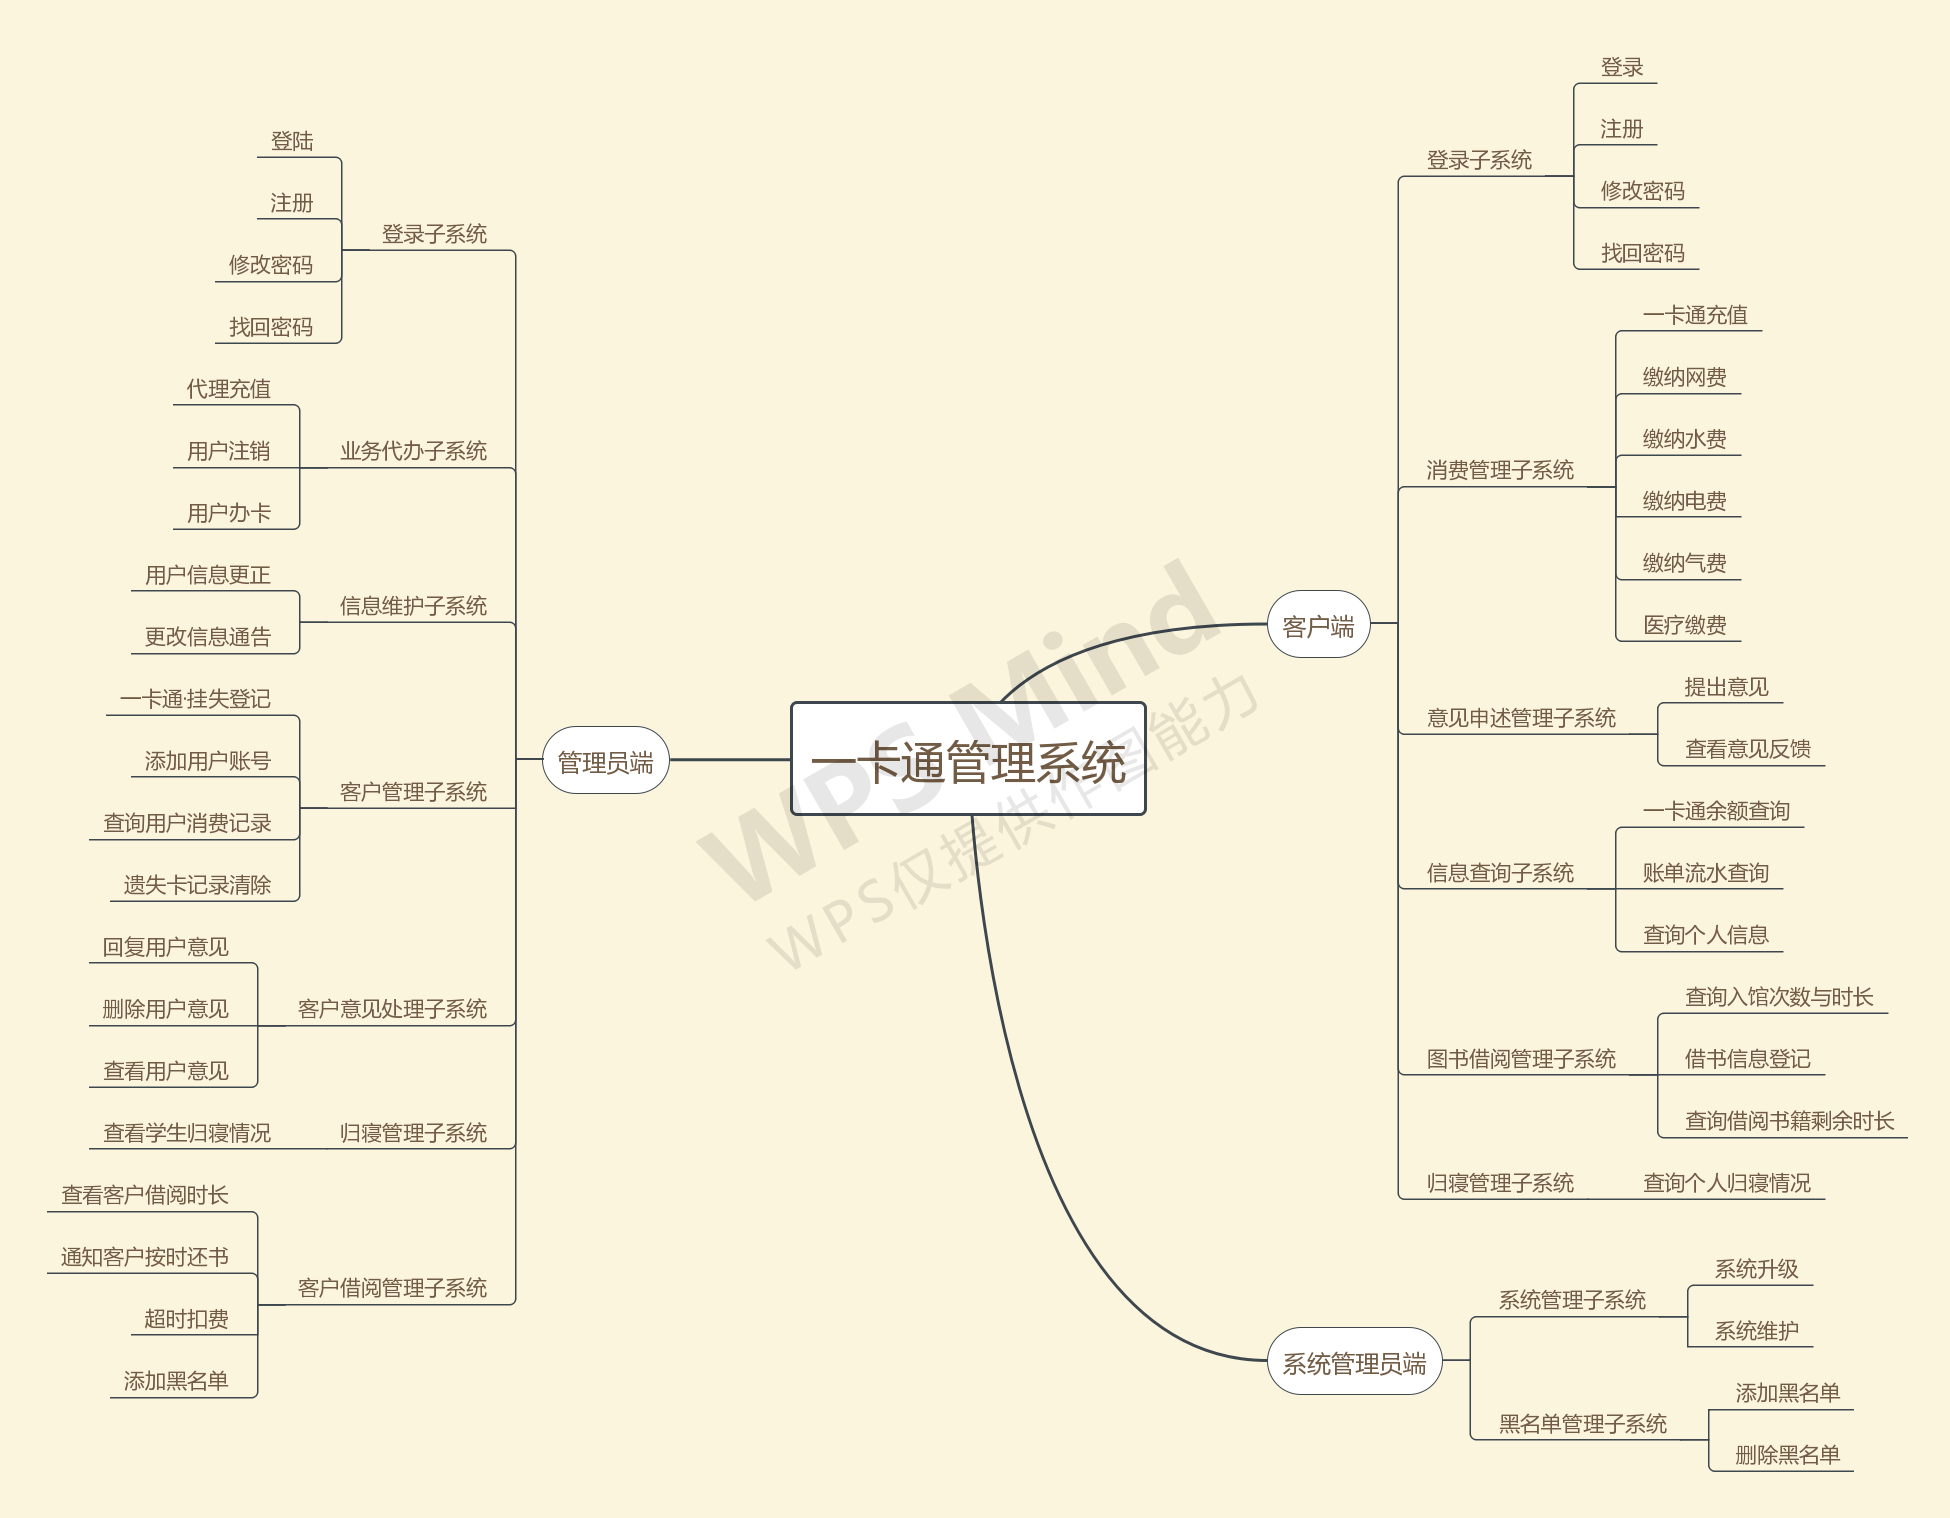 一卡通管理系统
客户端
登录子系统
登录
注册
修改密码
找回密码
消费管理子系统
一卡通充值
缴纳网费
缴纳水费
缴纳电费
缴纳气费
医疗缴费
意见申述管理子系统
提出意见
查看意见反馈
信息查询子系统
一卡通余额查询
账单流水查询
查询个人信息
图书借阅管理子系统
查询入馆次数与时长
借书信息登记
查询借阅书籍剩余时长
归寝管理子系统
查询个人归寝情况
系统管理员端
系统管理子系统
系统升级
系统维护
黑名单管理子系统
添加黑名单
删除黑名单
管理员端
登录子系统
登陆
注册
修改密码
找回密码
业务代办子系统
代理充值
用户注销
用户办卡
信息维护子系统
用户信息更正
更改信息通告
客户管理子系统
一卡通·挂失登记
添加用户账号
查询用户消费记录
遗失卡记录清除
客户意见处理子系统
回复用户意见
删除用户意见
查看用户意见
归寝管理子系统
查看学生归寝情况
客户借阅管理子系统
查看客户借阅时长
通知客户按时还书
超时扣费
添加黑名单
WPS Mind
WPS仅提供作图能力